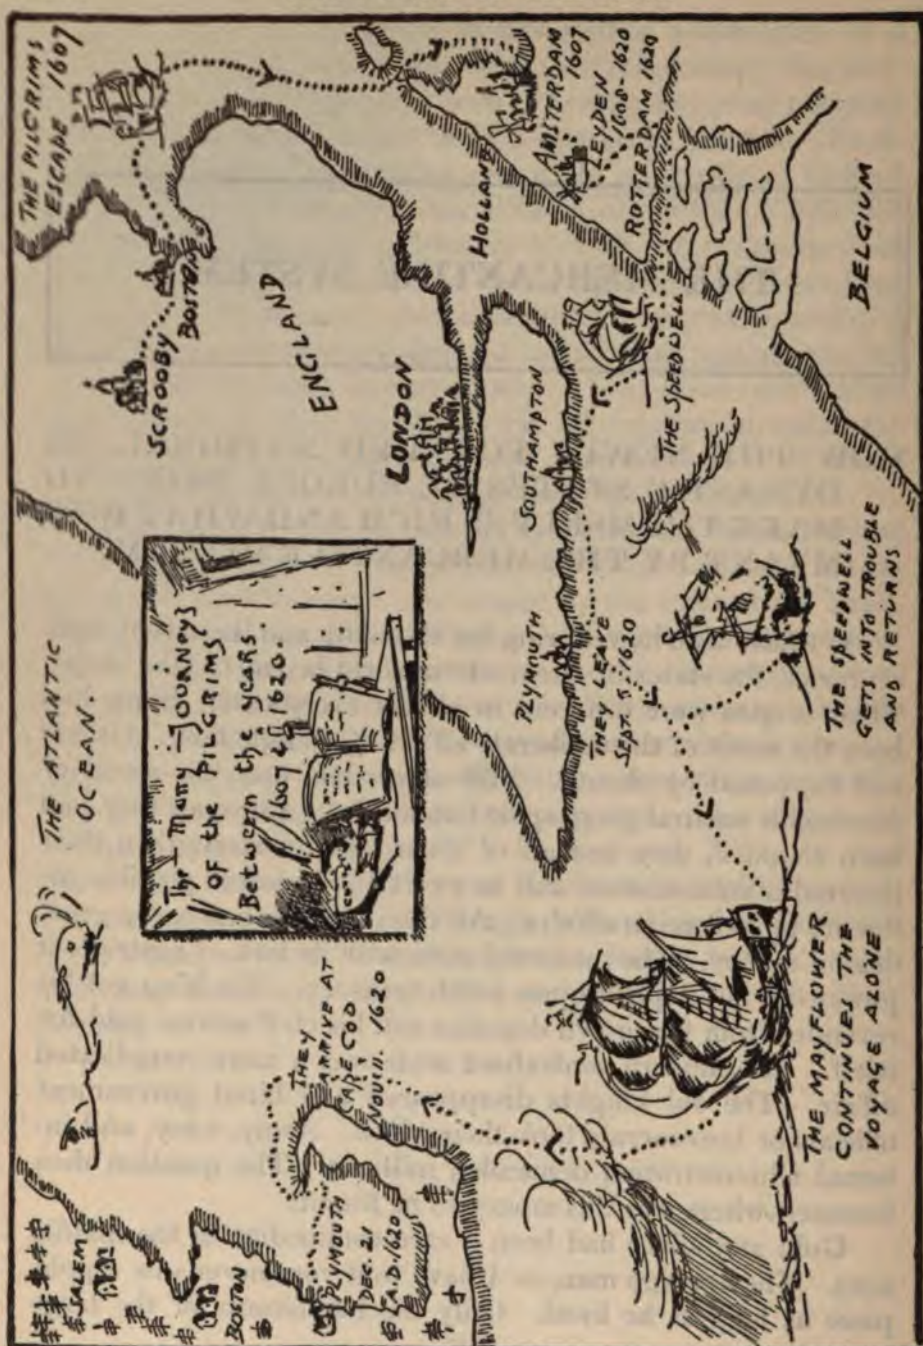 THE ATLANTIC
OCEAN
THE PILGRIMS
ESCAPE 1607
SCROOBY
BOSTON
ENGLAND
LONDON
The Many JOURNEYS
of the PILGRIMS
Between the years
1607 and 1620.
SALEM
BOSTON
THEY
ARRIVE AT
CAPE COD
NOV. 11. 1620
PLYMOUTH
DEC. 21.
A.D. 1620
HOLLAND
AMSTERDAM
1607
LEYDEN
1608-1620
ROTTERDAM 1620
SOUTHAMPTON
PLYMOUTH
THEY LEAVE
SEPT. 5. 1620
THE SPEEDWELL
BELGIUM
THE SPEEDWELL
GETS INTO TROUBLE
AND RETURNS
THE MAYFLOWER
CONTINUES THE
VOYAGE ALONE